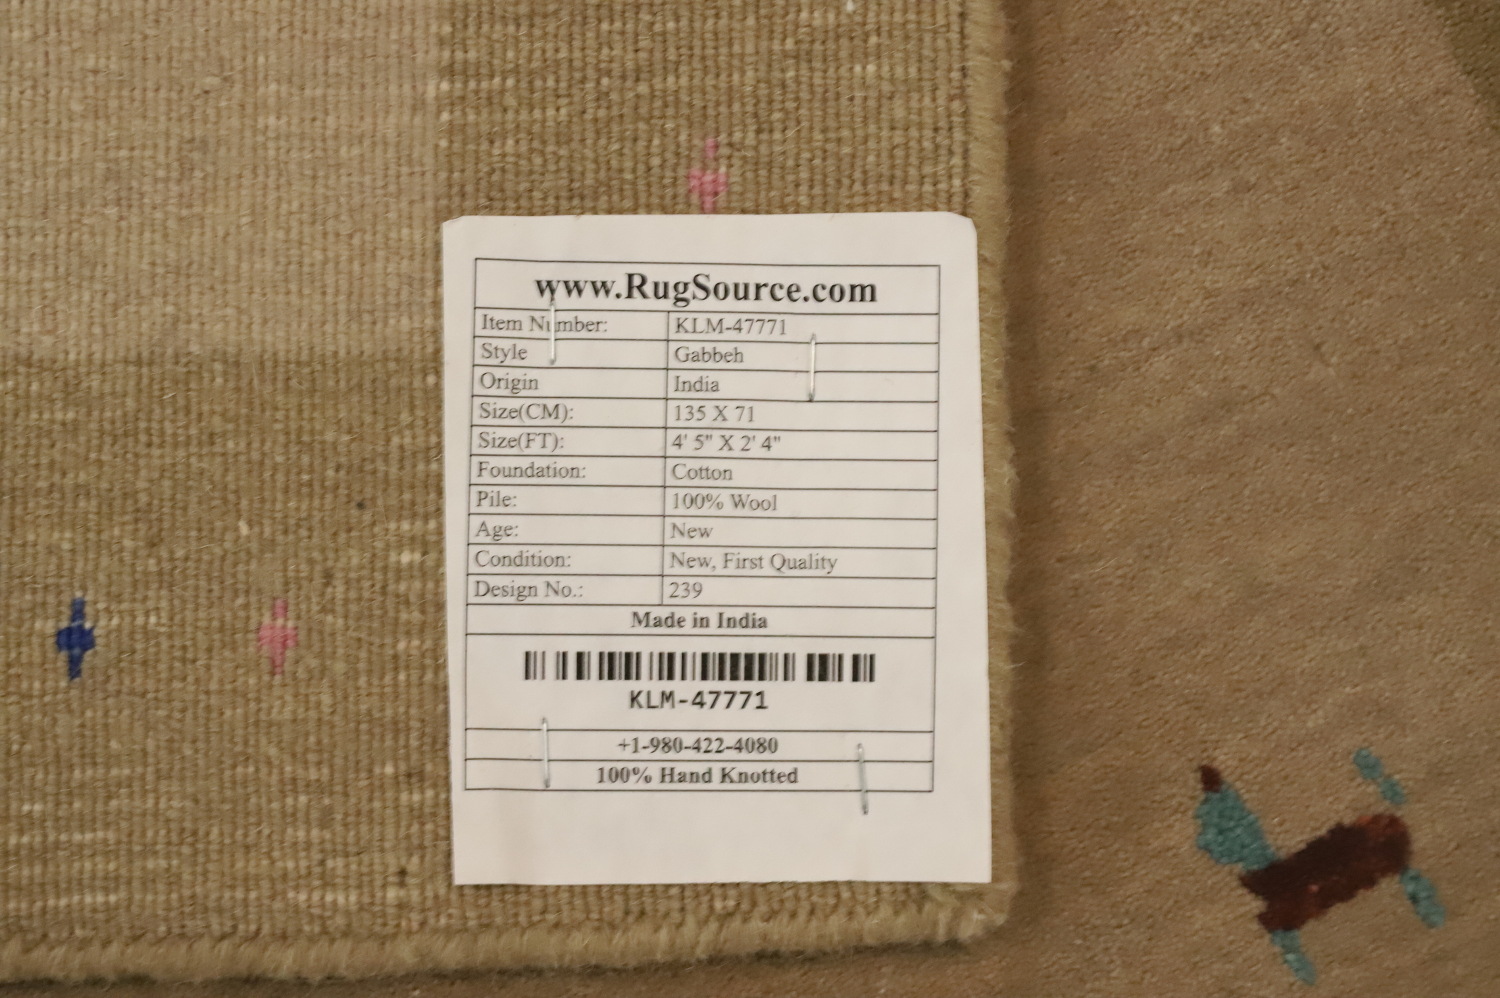 www.RugSource.com
Item Number: KLM-47771
Style Gabbeh
Origin India
Size(CM): 135 X 71
Size(FT): 4' 5" X 2' 4"
Foundation: Cotton
Pile: 100% Wool
Age: New
Condition: New, First Quality
Design No.: 239
Made in India
KLM-47771
+1-980-422-4080
100% Hand Knotted